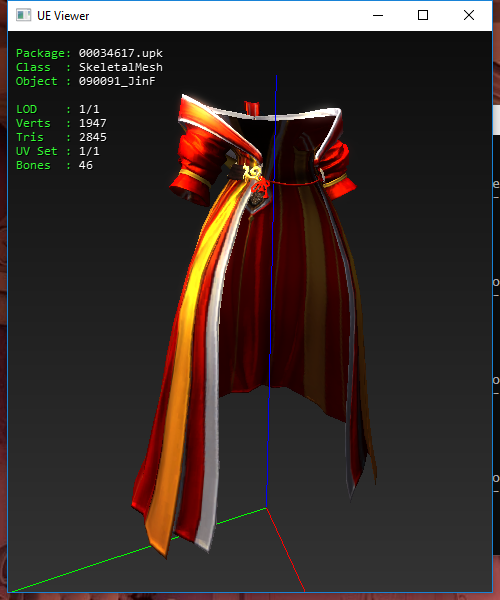 UE Viewer
Package: 00034617.upk
Class  : SkeletalMesh
Object : 090091_JinF
LOD    : 1/1
Verts  : 1947
Tris   : 2845
UV Set : 1/1
Bones  : 46